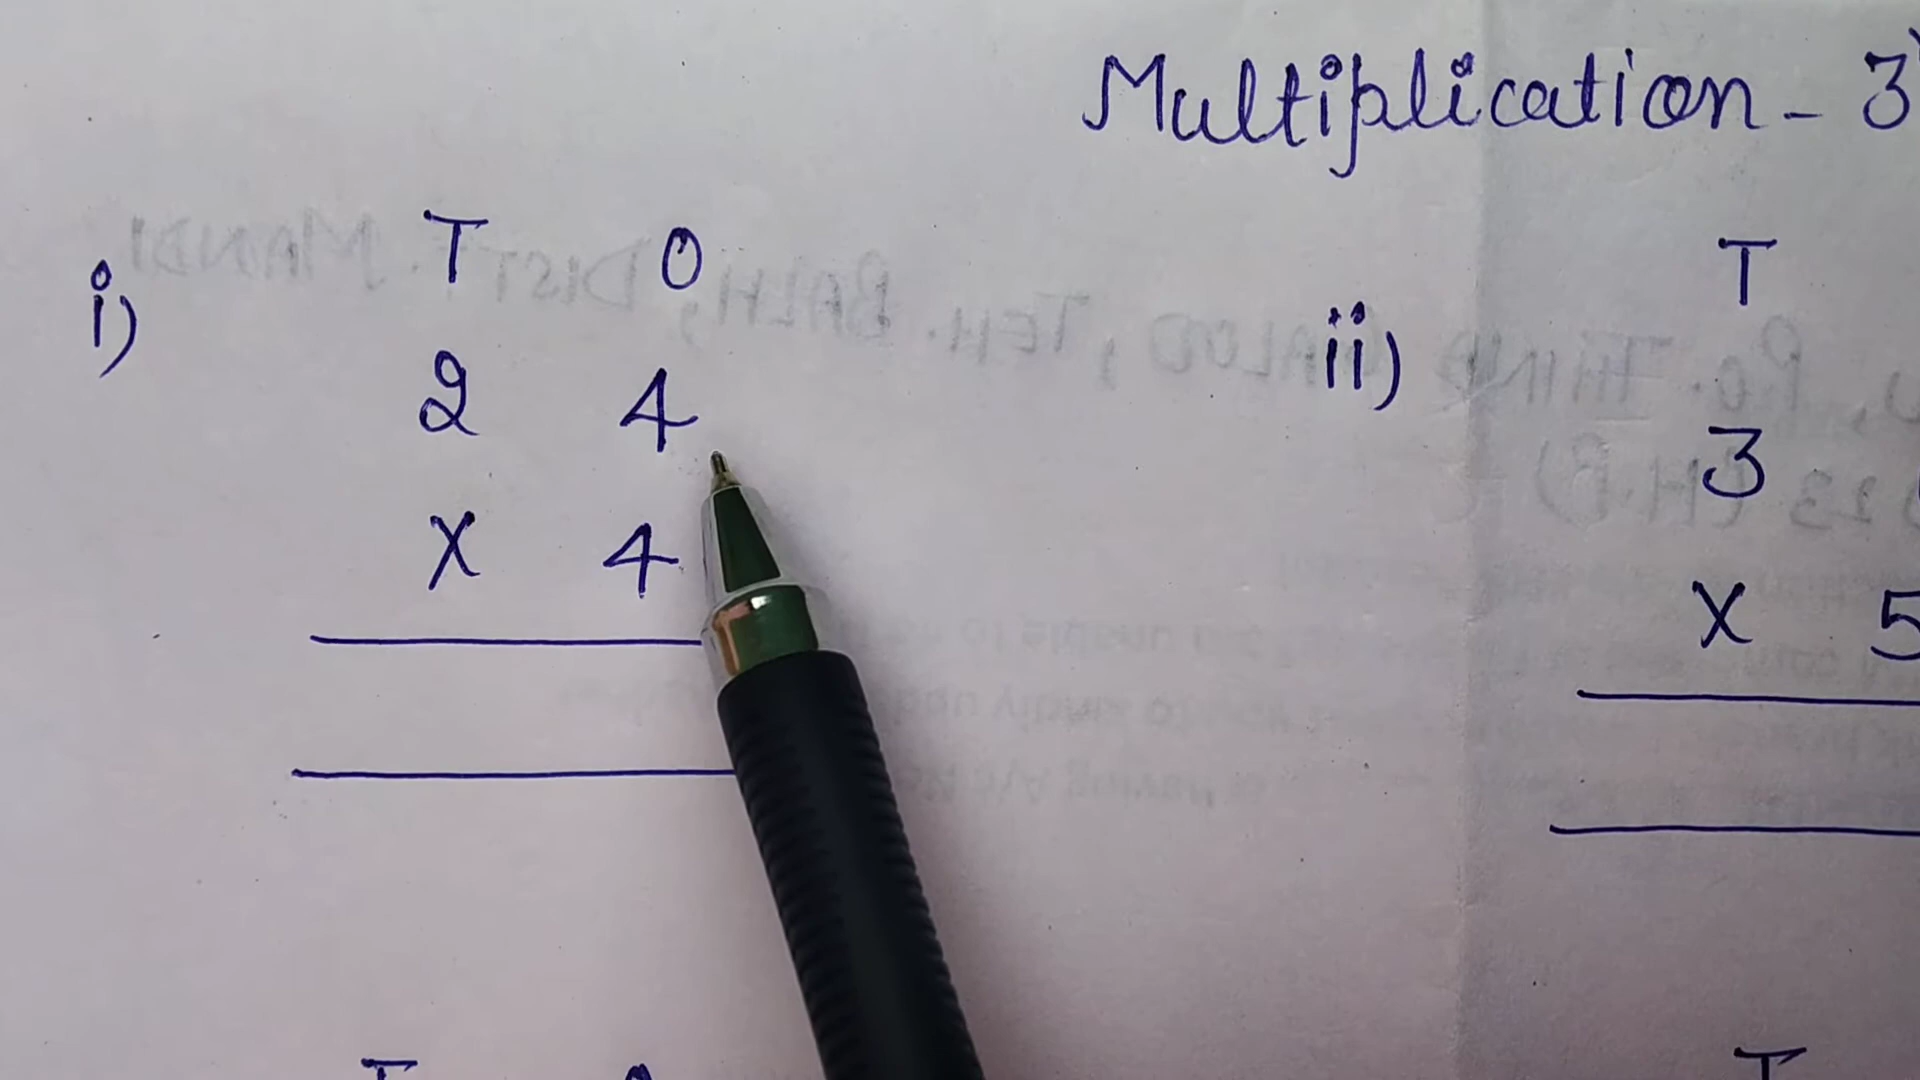 Multiplication - 3
i) T O
2 4
X 4
ii) T
3
X 5
T
T